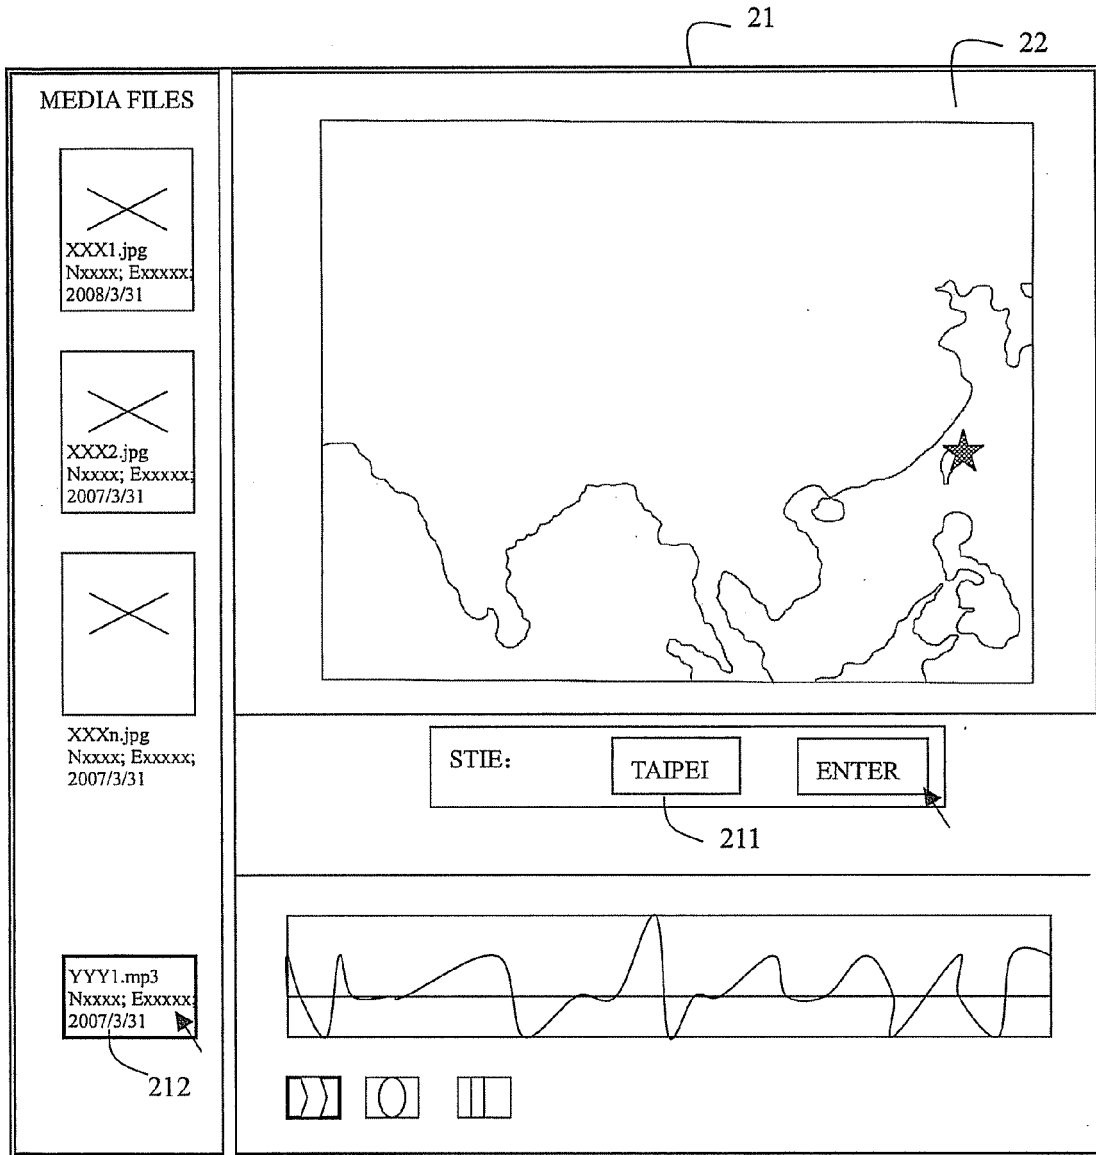 21
22
MEDIA FILES
XXX1.jpg
Nxxxx; Exxxxx;
2008/3/31
XXX2.jpg
Nxxxx; Exxxxx;
2007/3/31
XXXn.jpg
Nxxxx; Exxxxx;
2007/3/31
STIE: TAIPEI ENTER
211
YYY1.mp3
Nxxxx; Exxxxx;
2007/3/31
212